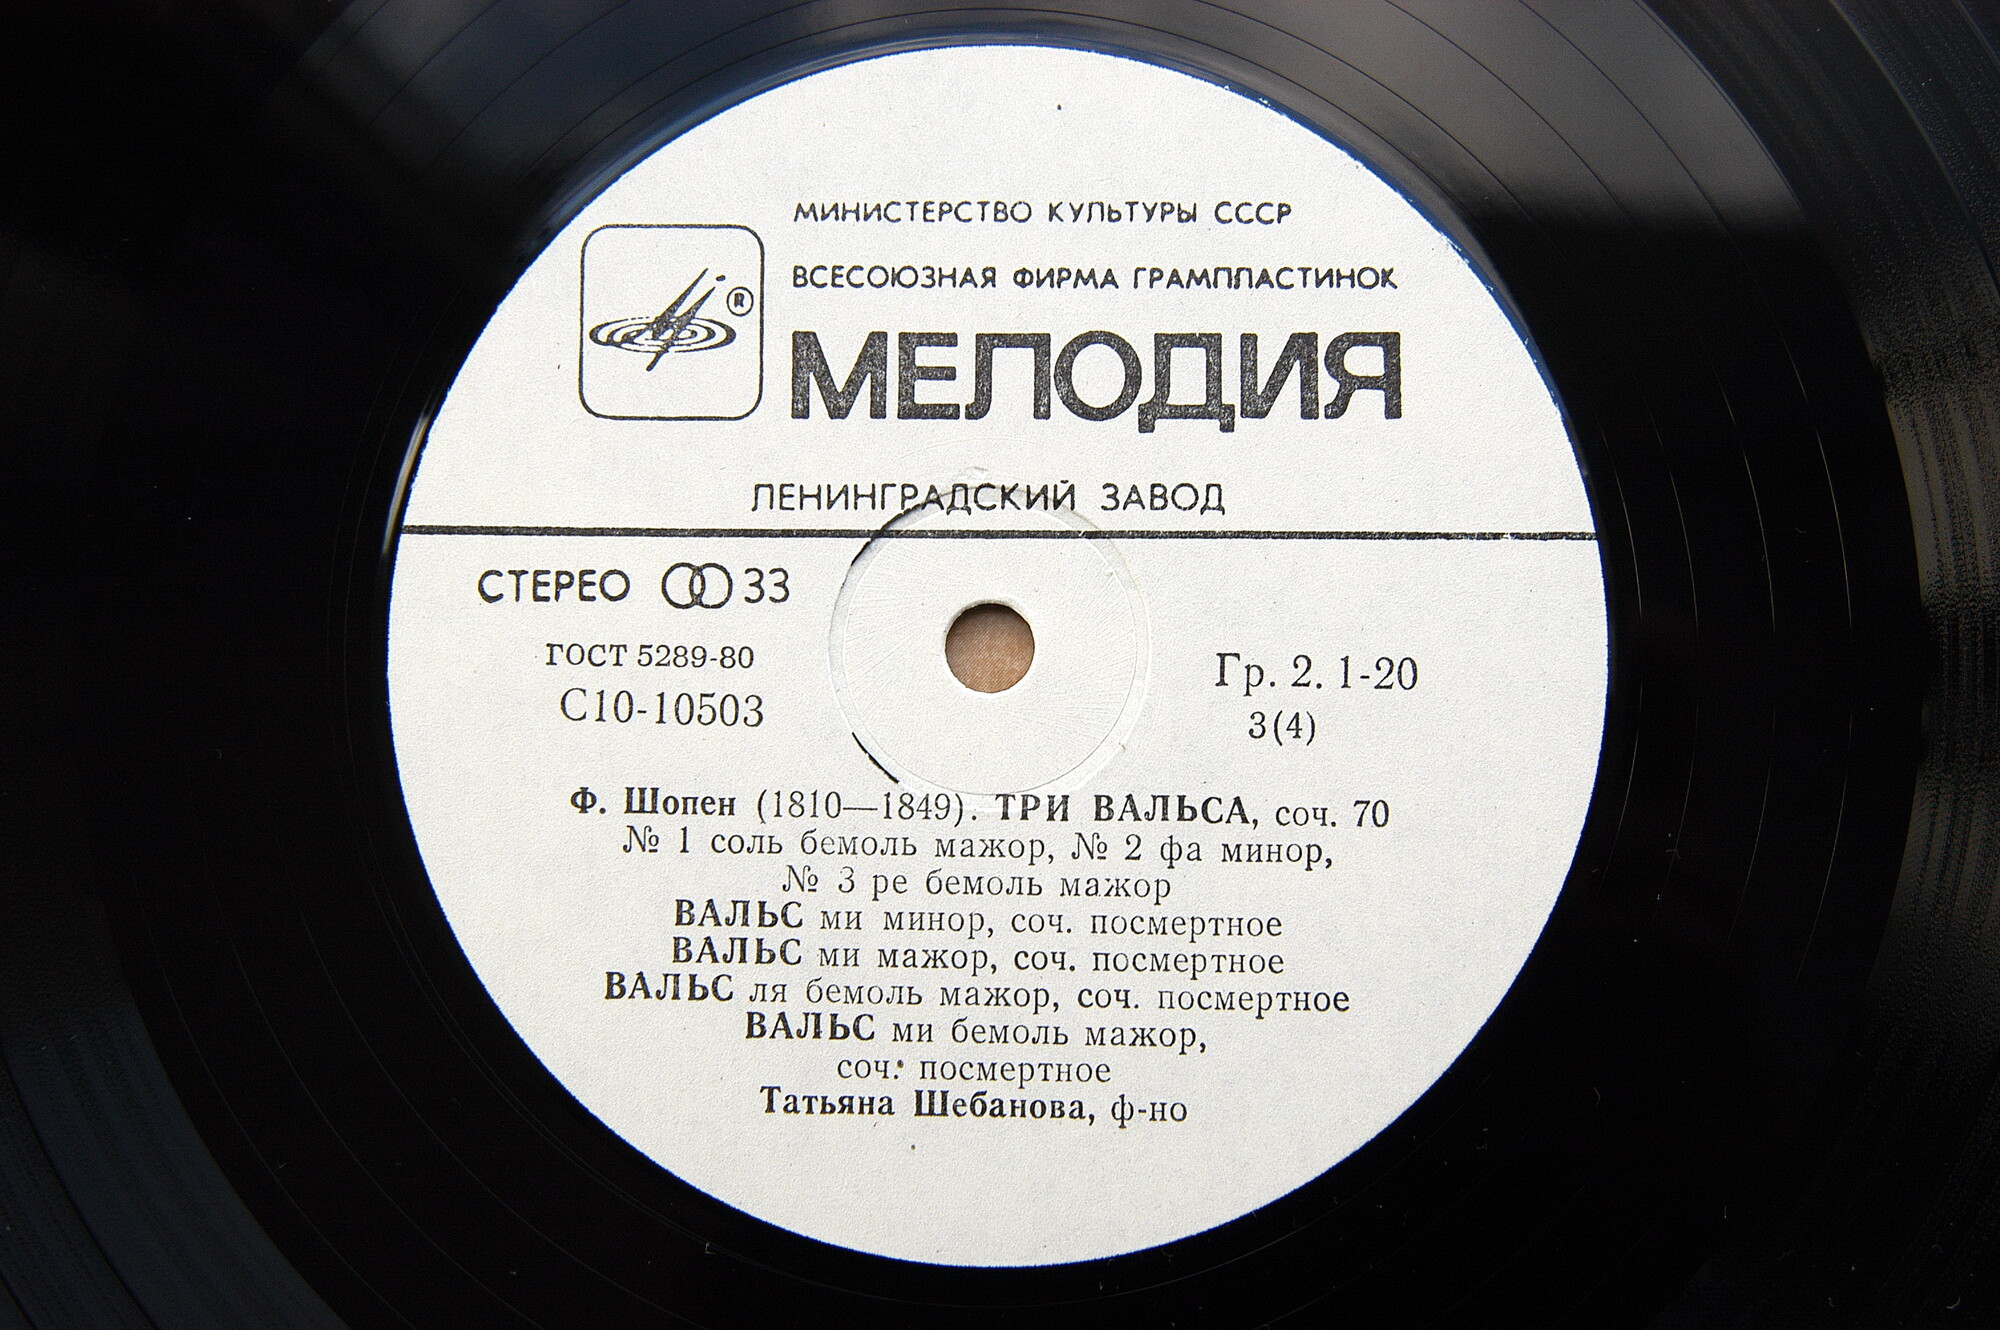 МИНИСТЕРСТВО КУЛЬТУРЫ СССР
ВСЕСОЮЗНАЯ ФИРМА ГРАМПЛАСТИНОК
®
МЕЛОДИЯ
ЛЕНИНГРАДСКИЙ ЗАВОД
СТЕРЕО 33
ГОСТ 5289-80
С10-10503
Гр. 2. 1-20
3(4)
Ф. Шопен (1810—1849). ТРИ ВАЛЬСА, соч. 70
№ 1 соль бемоль мажор, № 2 фа минор,
№ 3 ре бемоль мажор
ВАЛЬС ми минор, соч. посмертное
ВАЛЬС ми мажор, соч. посмертное
ВАЛЬС ля бемоль мажор, соч. посмертное
ВАЛЬС ми бемоль мажор,
соч. посмертное
Татьяна Шебанова, ф-но